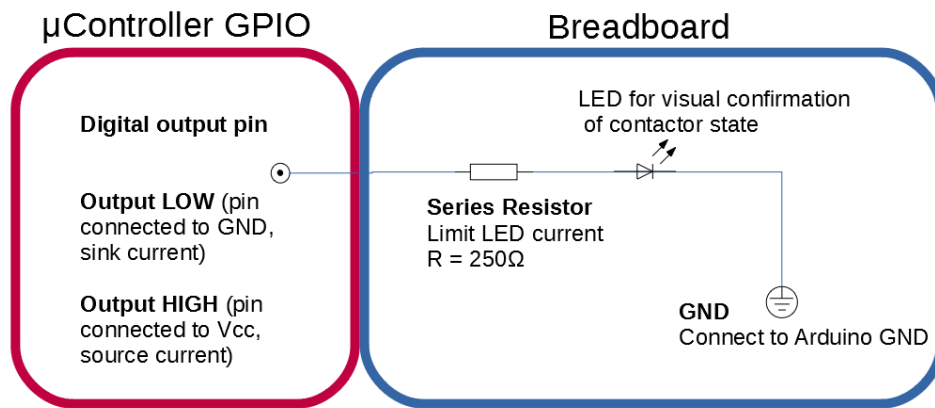 μController GPIO
Breadboard
Digital output pin
Output LOW (pin
connected to GND,
sink current)
Output HIGH (pin
connected to Vcc,
source current)
LED for visual confirmation
of contactor state
Series Resistor
Limit LED current
R = 250Ω
GND
Connect to Arduino GND